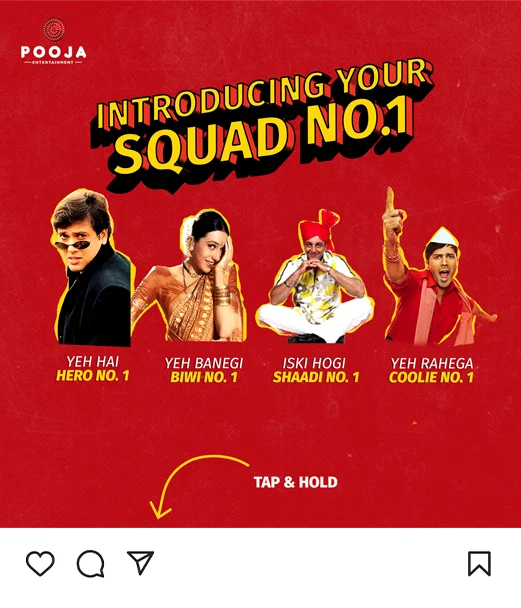 POOJA
ENTERTAINMENT
INTRODUCING YOUR
SQUAD NO.1
YEH HAI
HERO NO. 1
YEH BANEGI
BIWI NO. 1
ISKI HOGI
SHAADI NO. 1
YEH RAHEGA
COOLIE NO. 1
TAP & HOLD